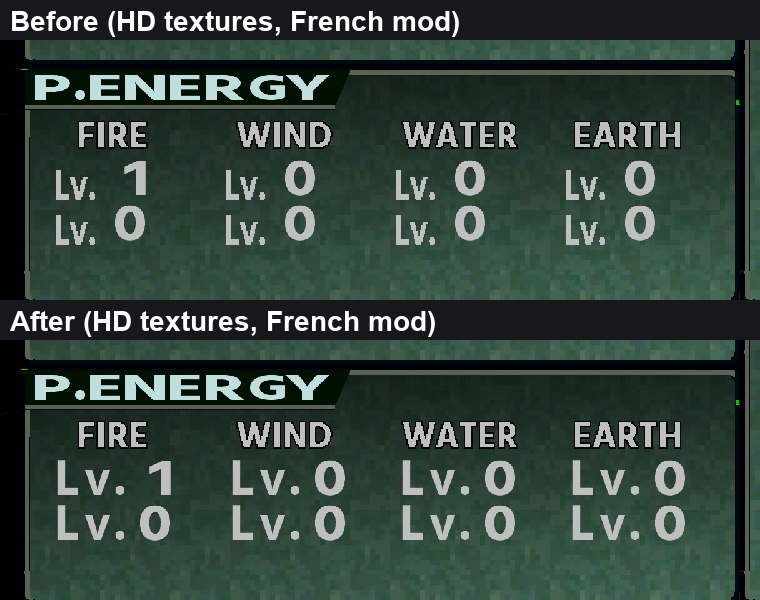 Before (HD textures, French mod)
P.ENERGY
FIRE WIND WATER EARTH
Lv. 1 Lv. 0 Lv. 0 Lv. 0
Lv. 0 Lv. 0 Lv. 0 Lv. 0
After (HD textures, French mod)
P.ENERGY
FIRE WIND WATER EARTH
Lv. 1 Lv. 0 Lv. 0 Lv. 0
Lv. 0 Lv. 0 Lv. 0 Lv. 0